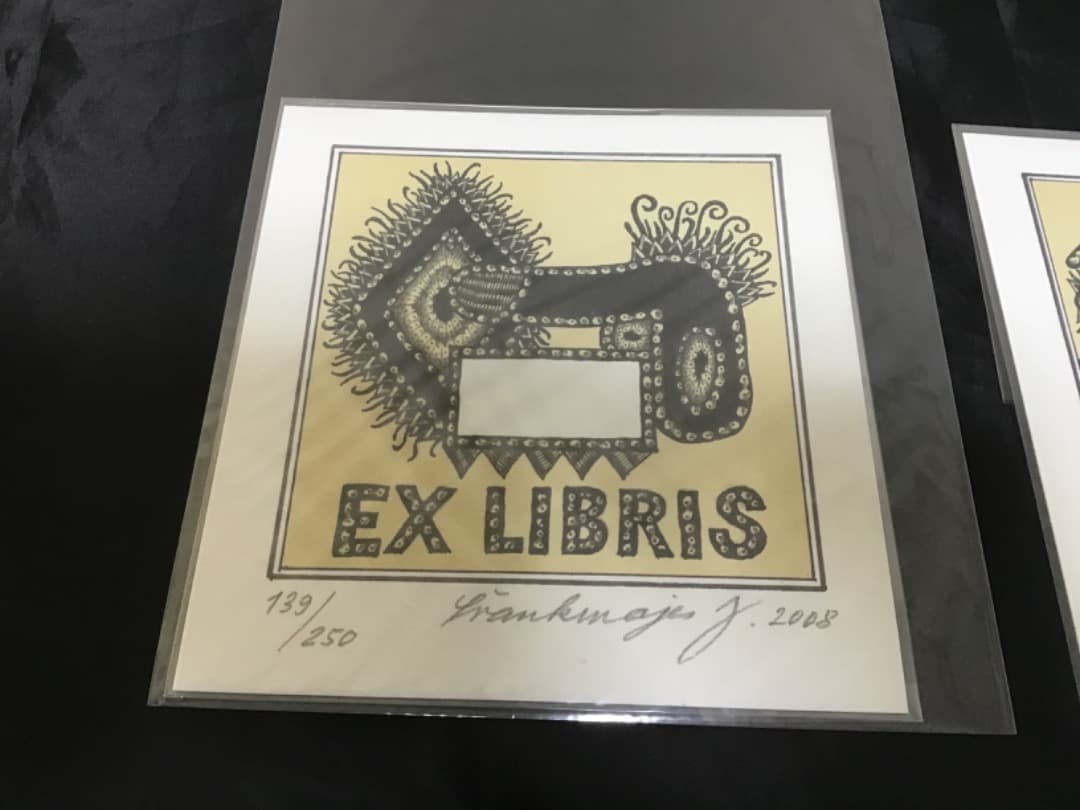 EX LIBRIS
139/250 Švankmajer J. 2008